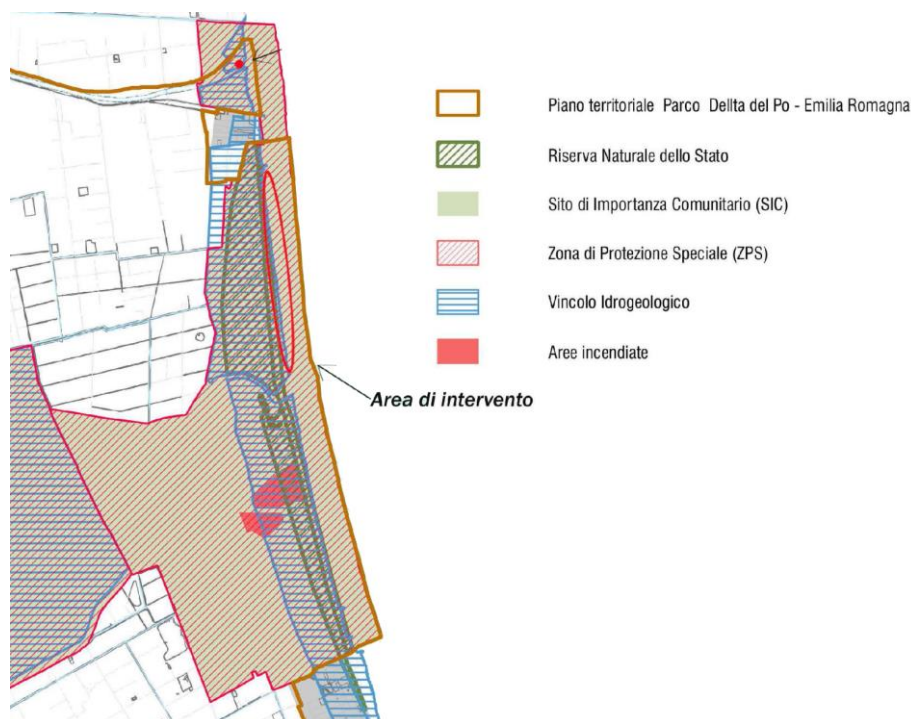 Piano territoriale Parco Dellta del Po - Emilia Romagna
Riserva Naturale dello Stato
Sito di Importanza Comunitario (SIC)
Zona di Protezione Speciale (ZPS)
Vincolo Idrogeologico
Aree incendiate
Area di intervento